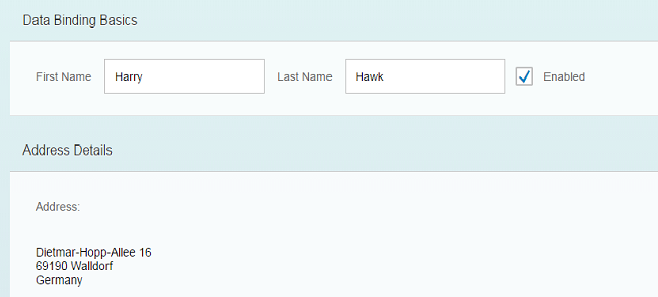 Data Binding Basics
First Name Harry Last Name Hawk Enabled
Address Details
Address:
Dietmar-Hopp-Allee 16
69190 Walldorf
Germany